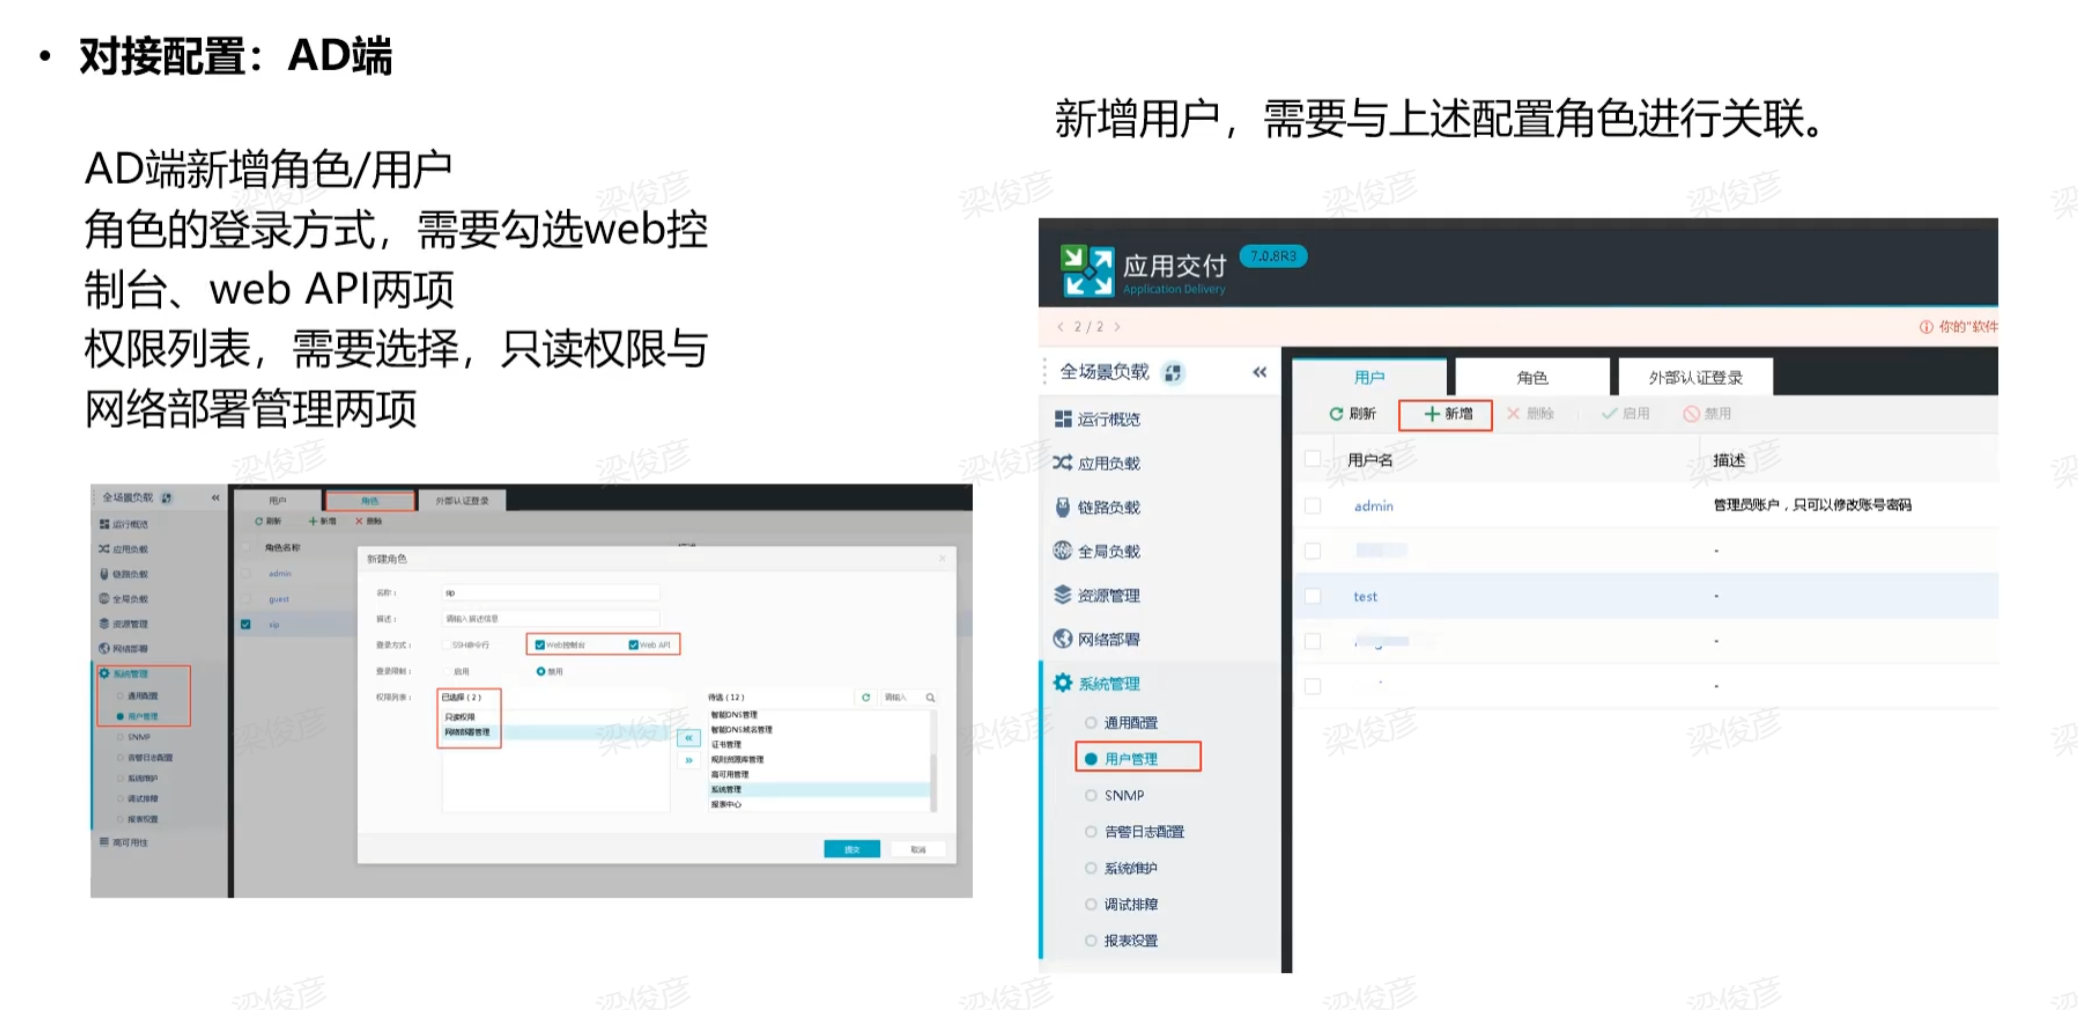 • 对接配置：AD端
AD端新增角色/用户
角色的登录方式，需要勾选web控
制台、web API两项
权限列表，需要选择，只读权限与
网络部署管理两项
全场景负载
用户 角色 外部认证登录
刷新 新增 删除
运行概览
应用负载
链路负载
全局负载
资源管理
网络部署
系统管理
通用配置
用户管理
SNMP
告警日志配置
系统维护
调试排障
报表设置
高可用性
角色名称
admin
guest
sip
新建角色
名称： sip
描述： 请输入描述信息
登录方式： SSH命令行 Web控制台 Web API
登录限制： 启用 禁用
权限列表： 已选择 ( 2 ) 待选 ( 12 ) 请输入
只读权限
网络部署管理
智能DNS管理
智能DNS域名管理
证书管理
规则资源库管理
高可用管理
系统管理
报表中心
提交 取消
新增用户，需要与上述配置角色进行关联。
应用交付 7.0.8R3
Application Delivery
2 / 2
你的"软件
全场景负载
用户 角色 外部认证登录
刷新 新增 删除 启用 禁用
运行概览
应用负载
链路负载
全局负载
资源管理
网络部署
系统管理
通用配置
用户管理
SNMP
告警日志配置
系统维护
调试排障
报表设置
用户名 描述
admin 管理员账户，只可以修改账号密码
-
test -
-
-
梁俊彦